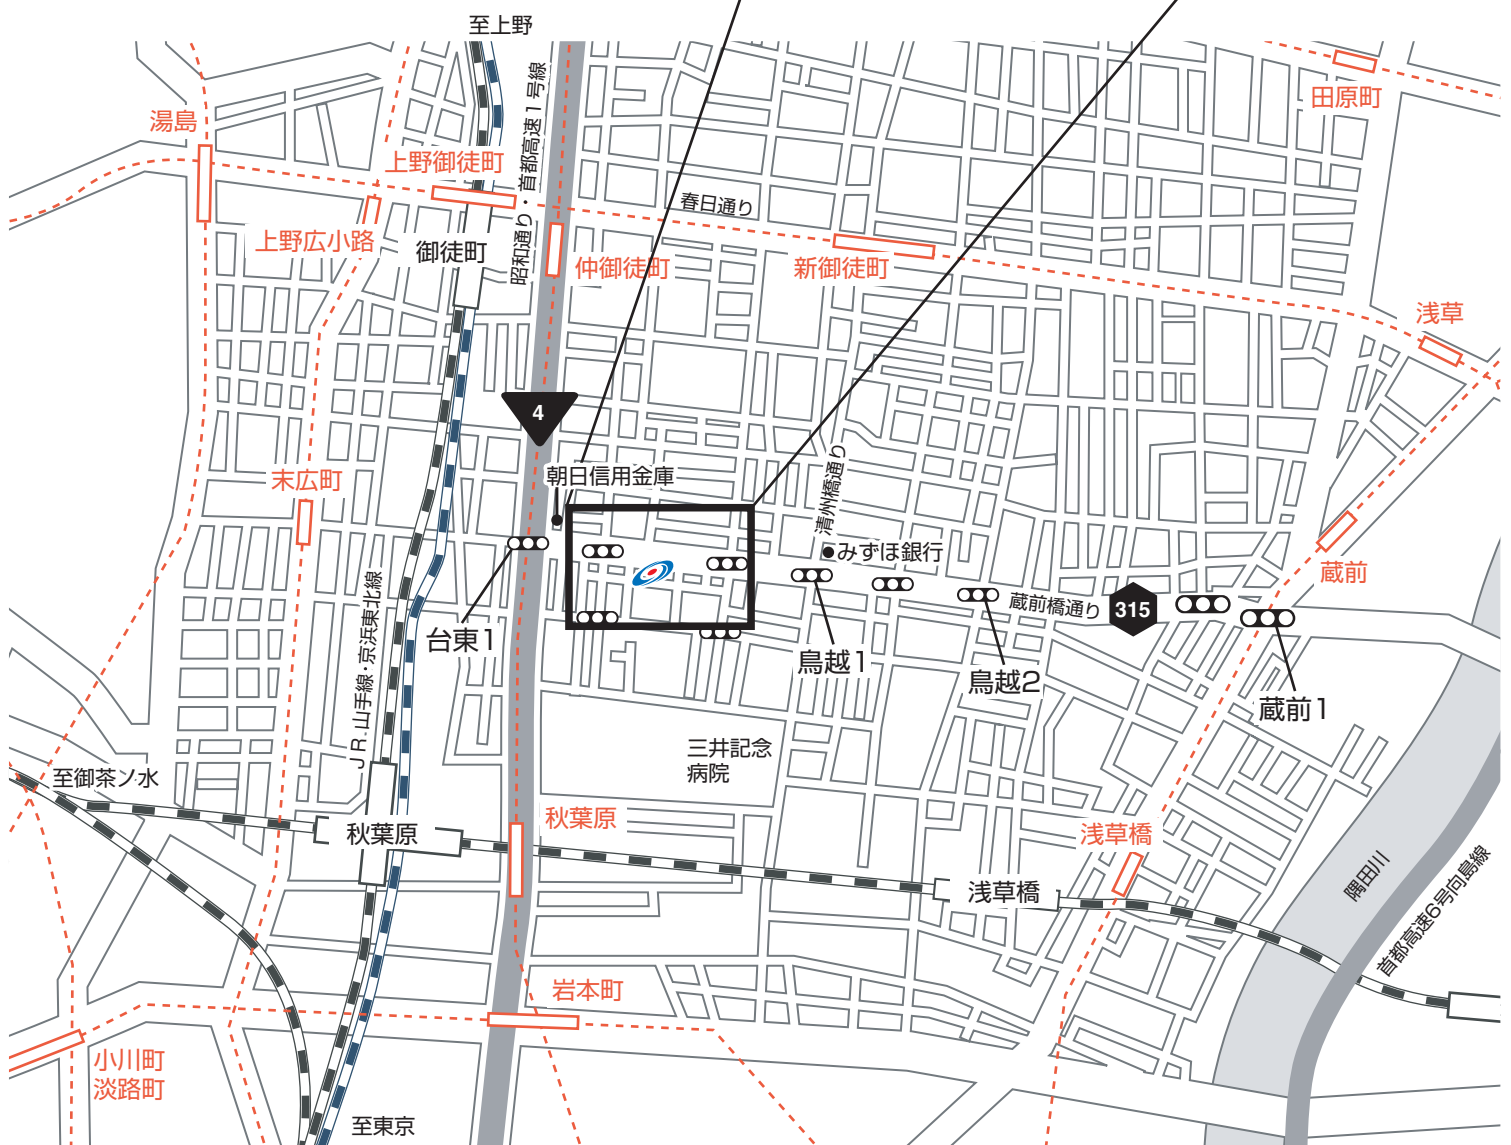 至上野
昭和通り・首都高速1号線
田原町
湯島
上野御徒町
春日通り
上野広小路
御徒町
仲御徒町
新御徒町
浅草
4
朝日信用金庫
末広町
清州橋通り
みずほ銀行
蔵前
蔵前橋通り
315
JR.山手線・京浜東北線
台東1
鳥越1
鳥越2
蔵前1
三井記念
病院
至御茶ノ水
秋葉原
秋葉原
浅草橋
浅草橋
隅田川
首都高速6号向島線
岩本町
小川町
淡路町
至東京